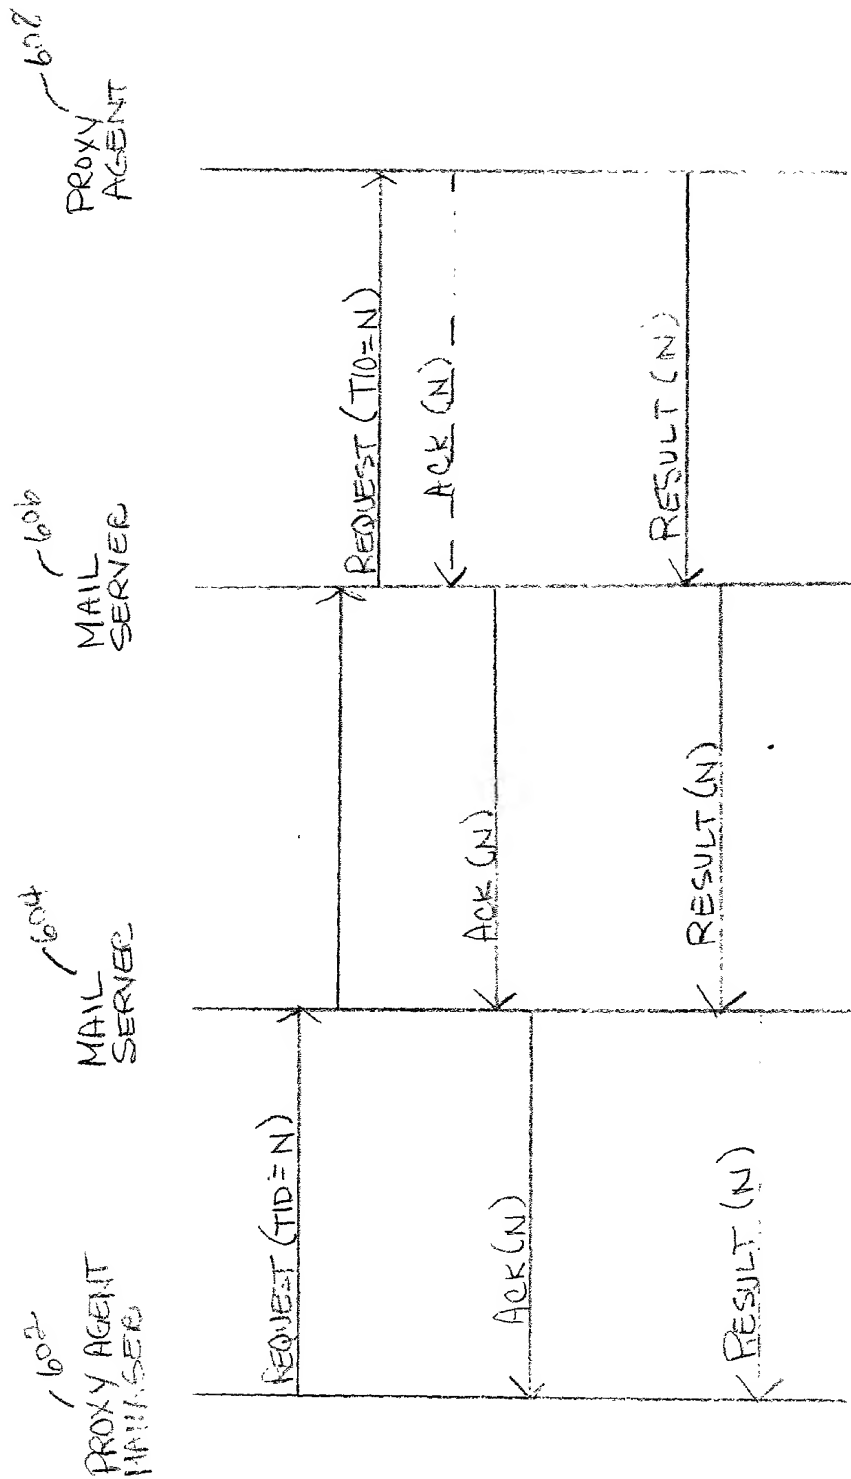 602
PROXY AGENT
MANAGER
604
MAIL
SERVER
606
MAIL
SERVER
608
PROXY
AGENT
REQUEST (TID=N)
REQUEST (TID=N)
ACK (N)
ACK (N)
ACK (N)
RESULT (N)
RESULT (N)
RESULT (N)